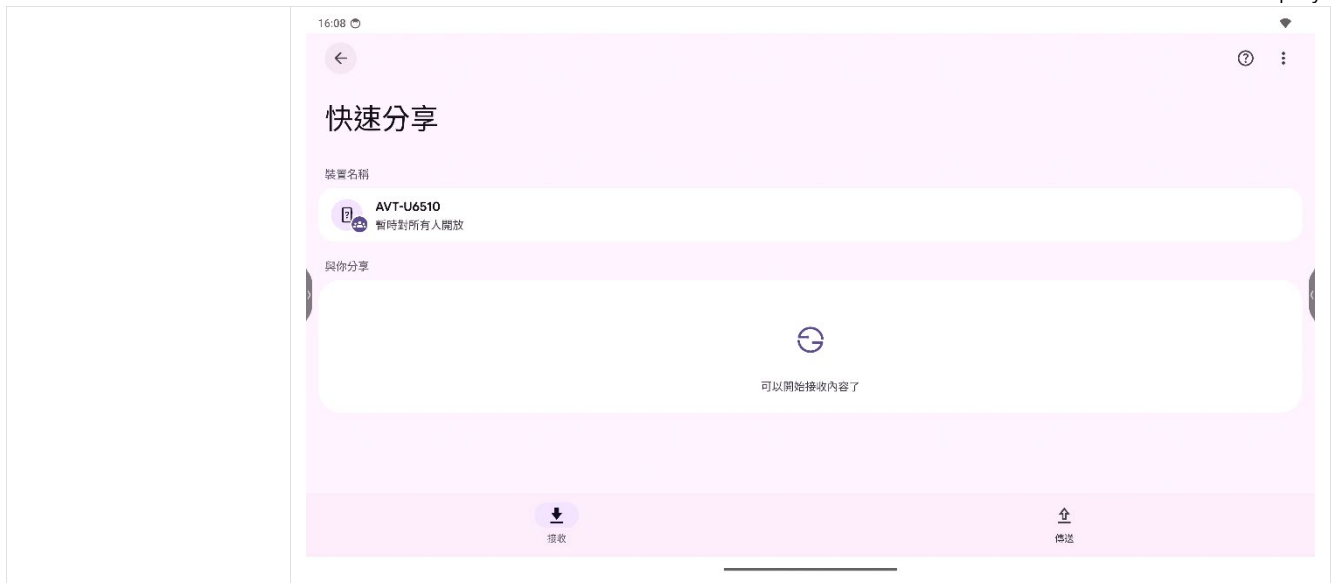 16:08
快速分享
裝置名稱
AVT-U6510
暫時對所有人開放
與你分享
可以開始接收內容了
接收
傳送